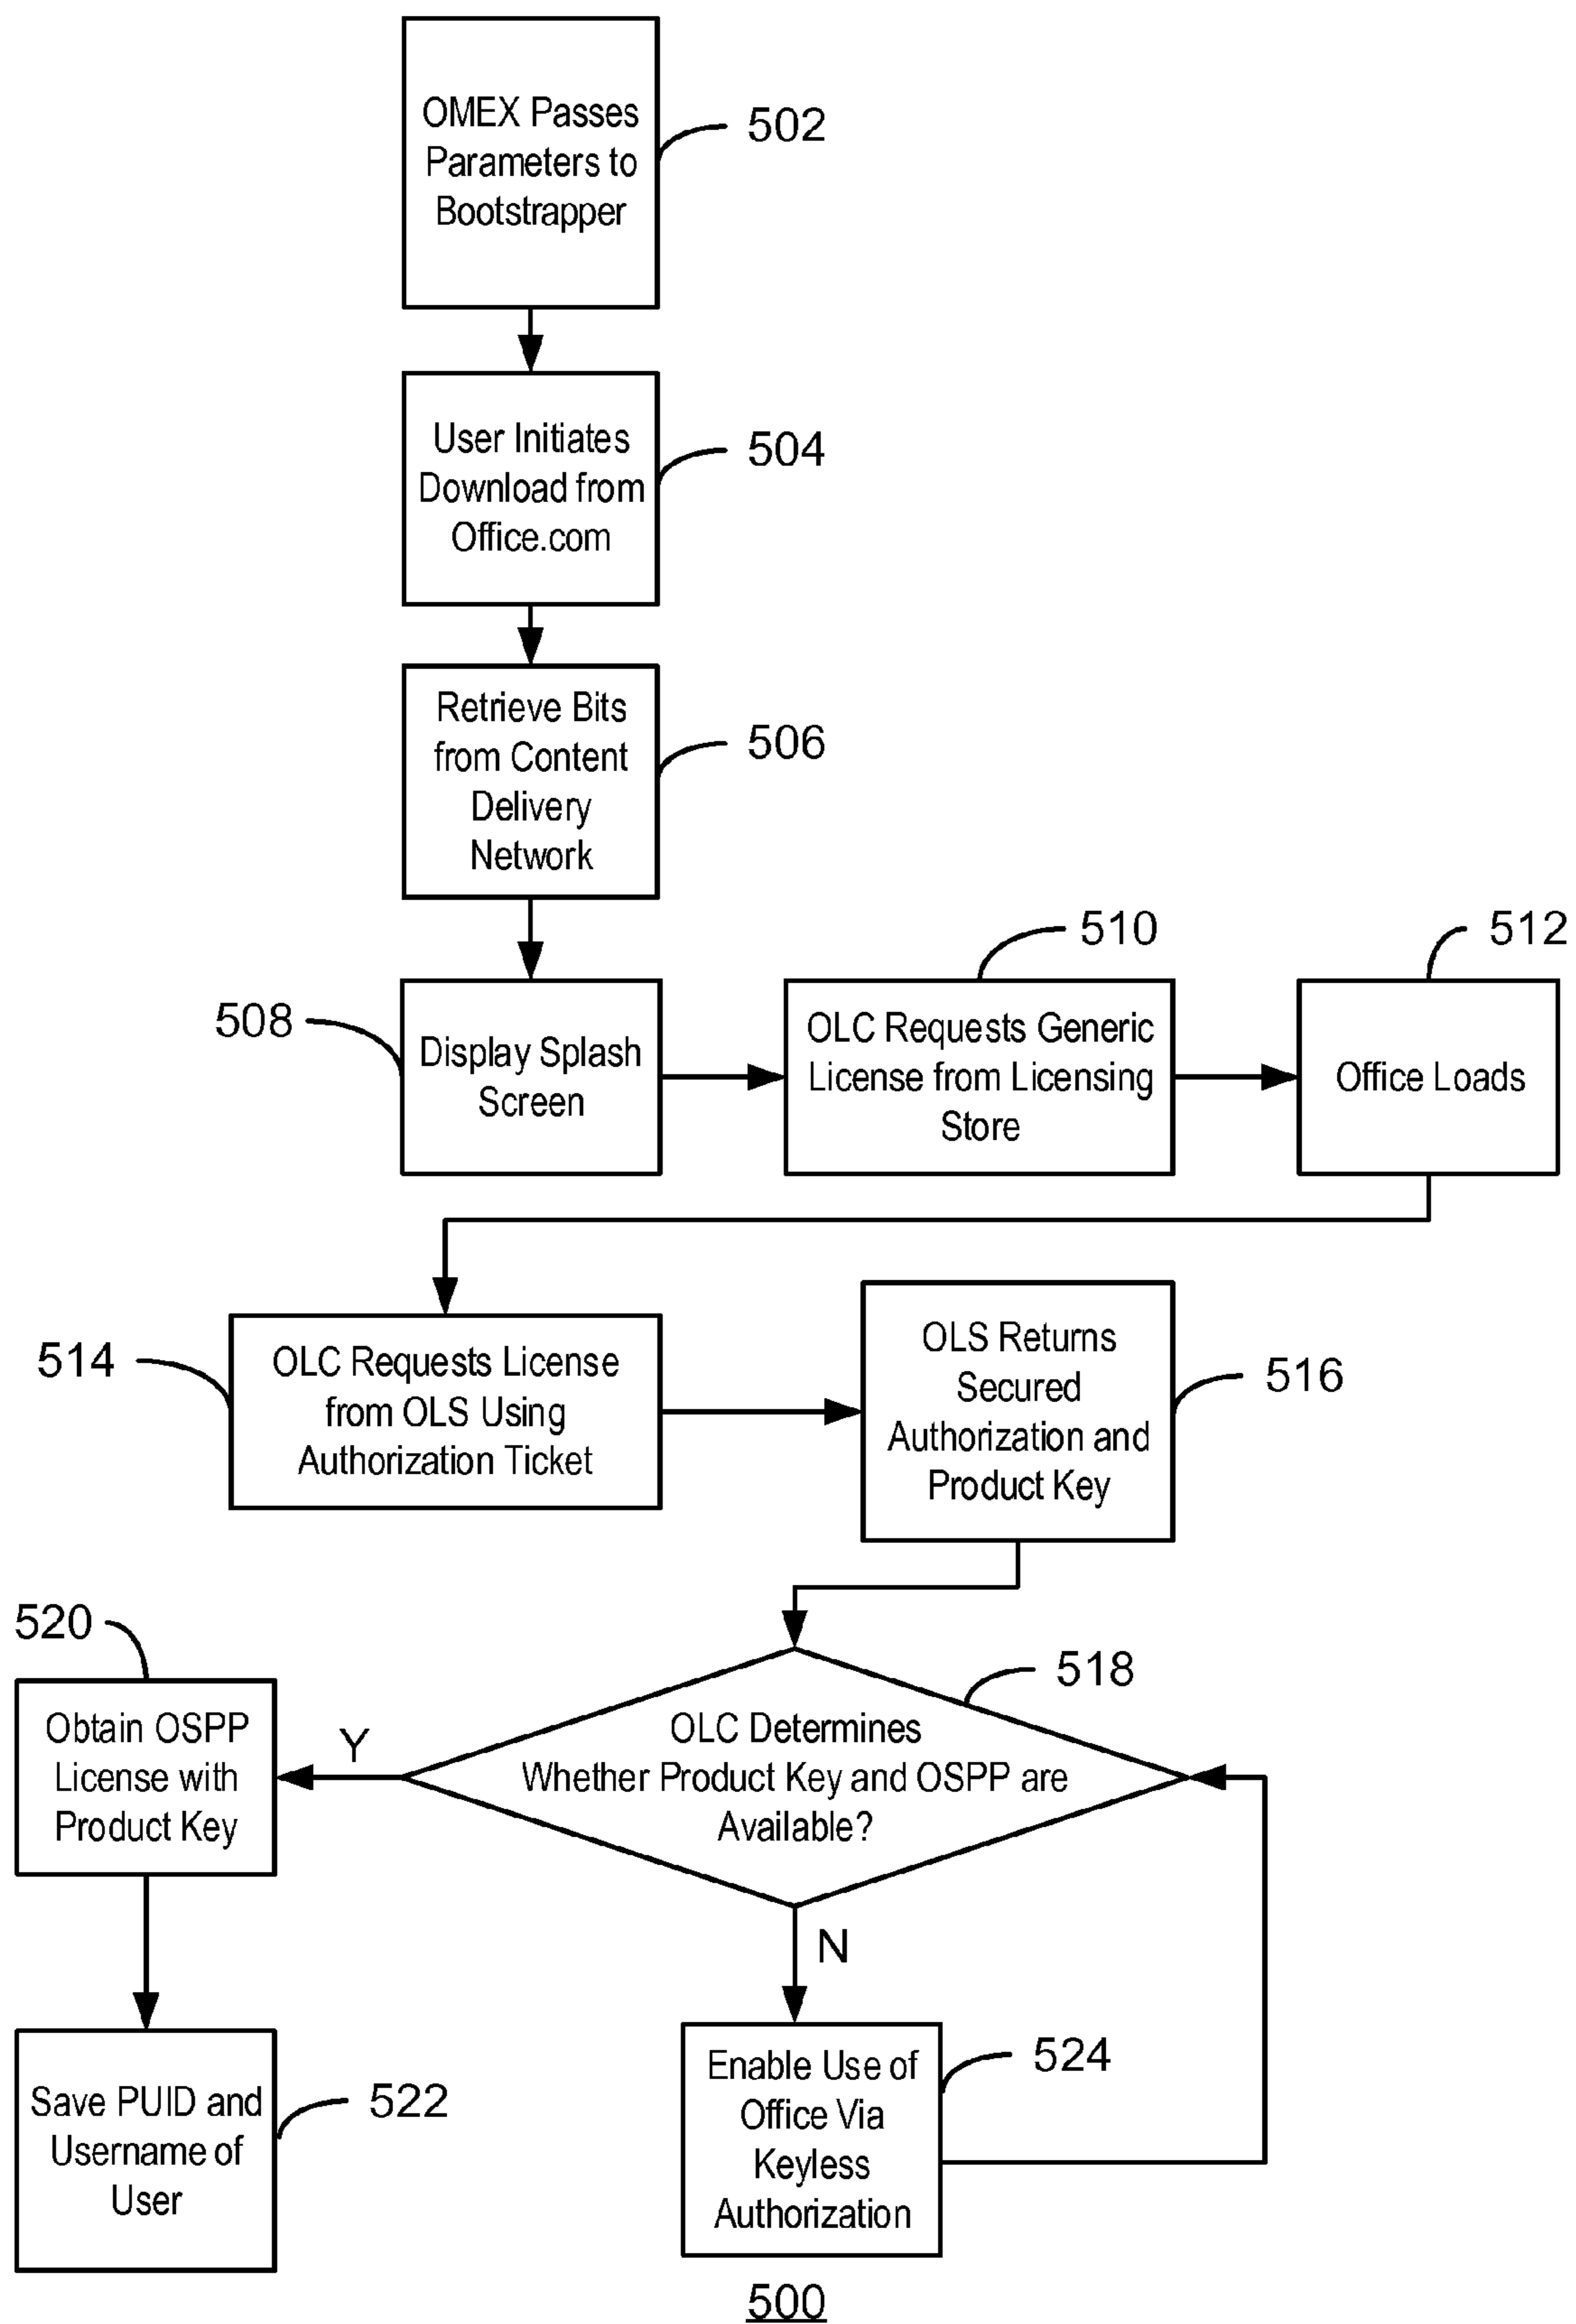 OMEX Passes
Parameters to
Bootstrapper
502
User Initiates
Download from
Office.com
504
Retrieve Bits
from Content
Delivery
Network
506
508
Display Splash
Screen
510
OLC Requests Generic
License from Licensing
Store
512
Office Loads
514
OLC Requests License
from OLS Using
Authorization Ticket
OLS Returns
Secured
Authorization and
Product Key
516
518
OLC Determines
Whether Product Key and OSPP are
Available?
Y
520
Obtain OSPP
License with
Product Key
Save PUID and
Username of
User
522
N
Enable Use of
Office Via
Keyless
Authorization
524
500